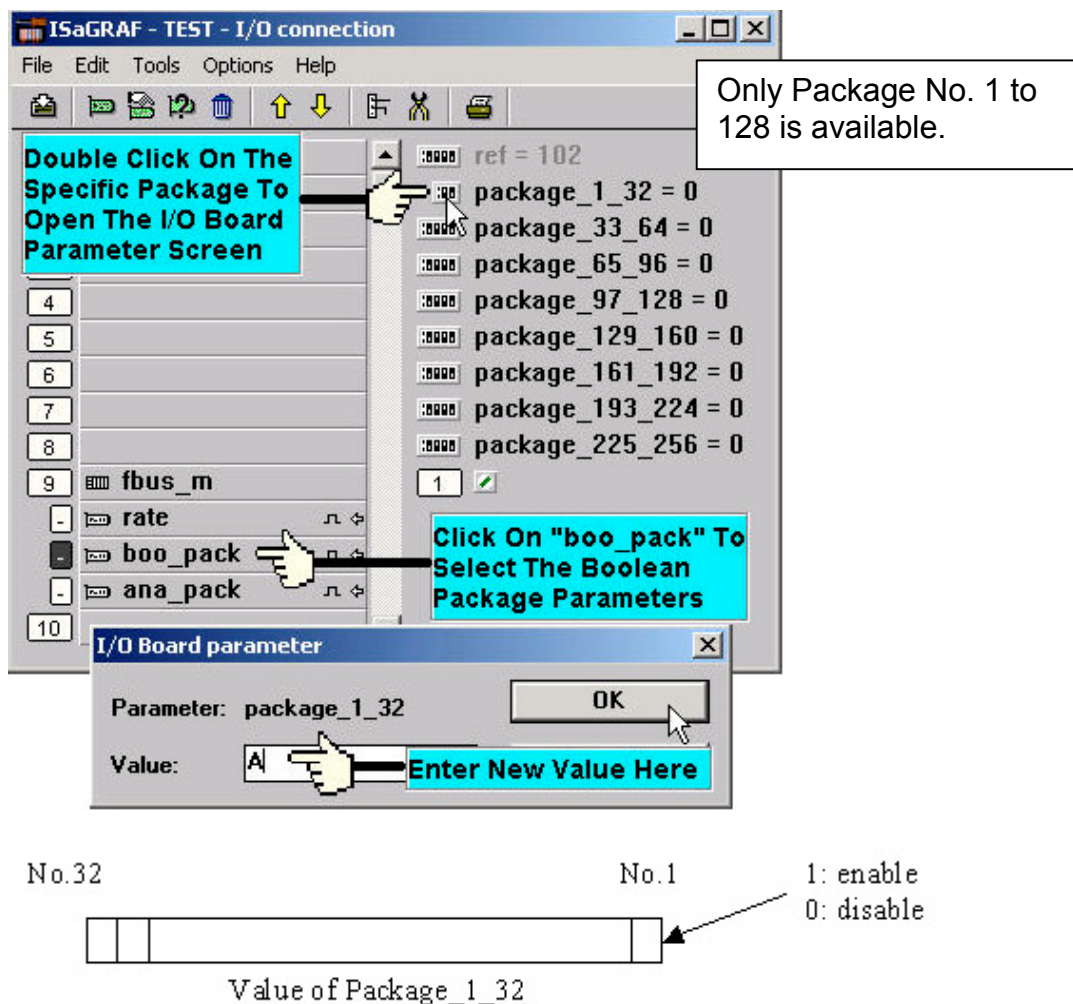 ISaGRAF - TEST - I/O connection
File Edit Tools Options Help
Only Package No. 1 to
128 is available.
Double Click On The
Specific Package To
Open The I/O Board
Parameter Screen
ref = 102
package_1_32 = 0
package_33_64 = 0
package_65_96 = 0
package_97_128 = 0
package_129_160 = 0
package_161_192 = 0
package_193_224 = 0
package_225_256 = 0
1
4
5
6
7
8
9 fbus_m
- rate
- boo_pack
- ana_pack
10
Click On "boo_pack" To
Select The Boolean
Package Parameters
I/O Board parameter
Parameter: package_1_32
OK
Value: A
Enter New Value Here
No.32 No.1
1: enable
0: disable
Value of Package_1_32